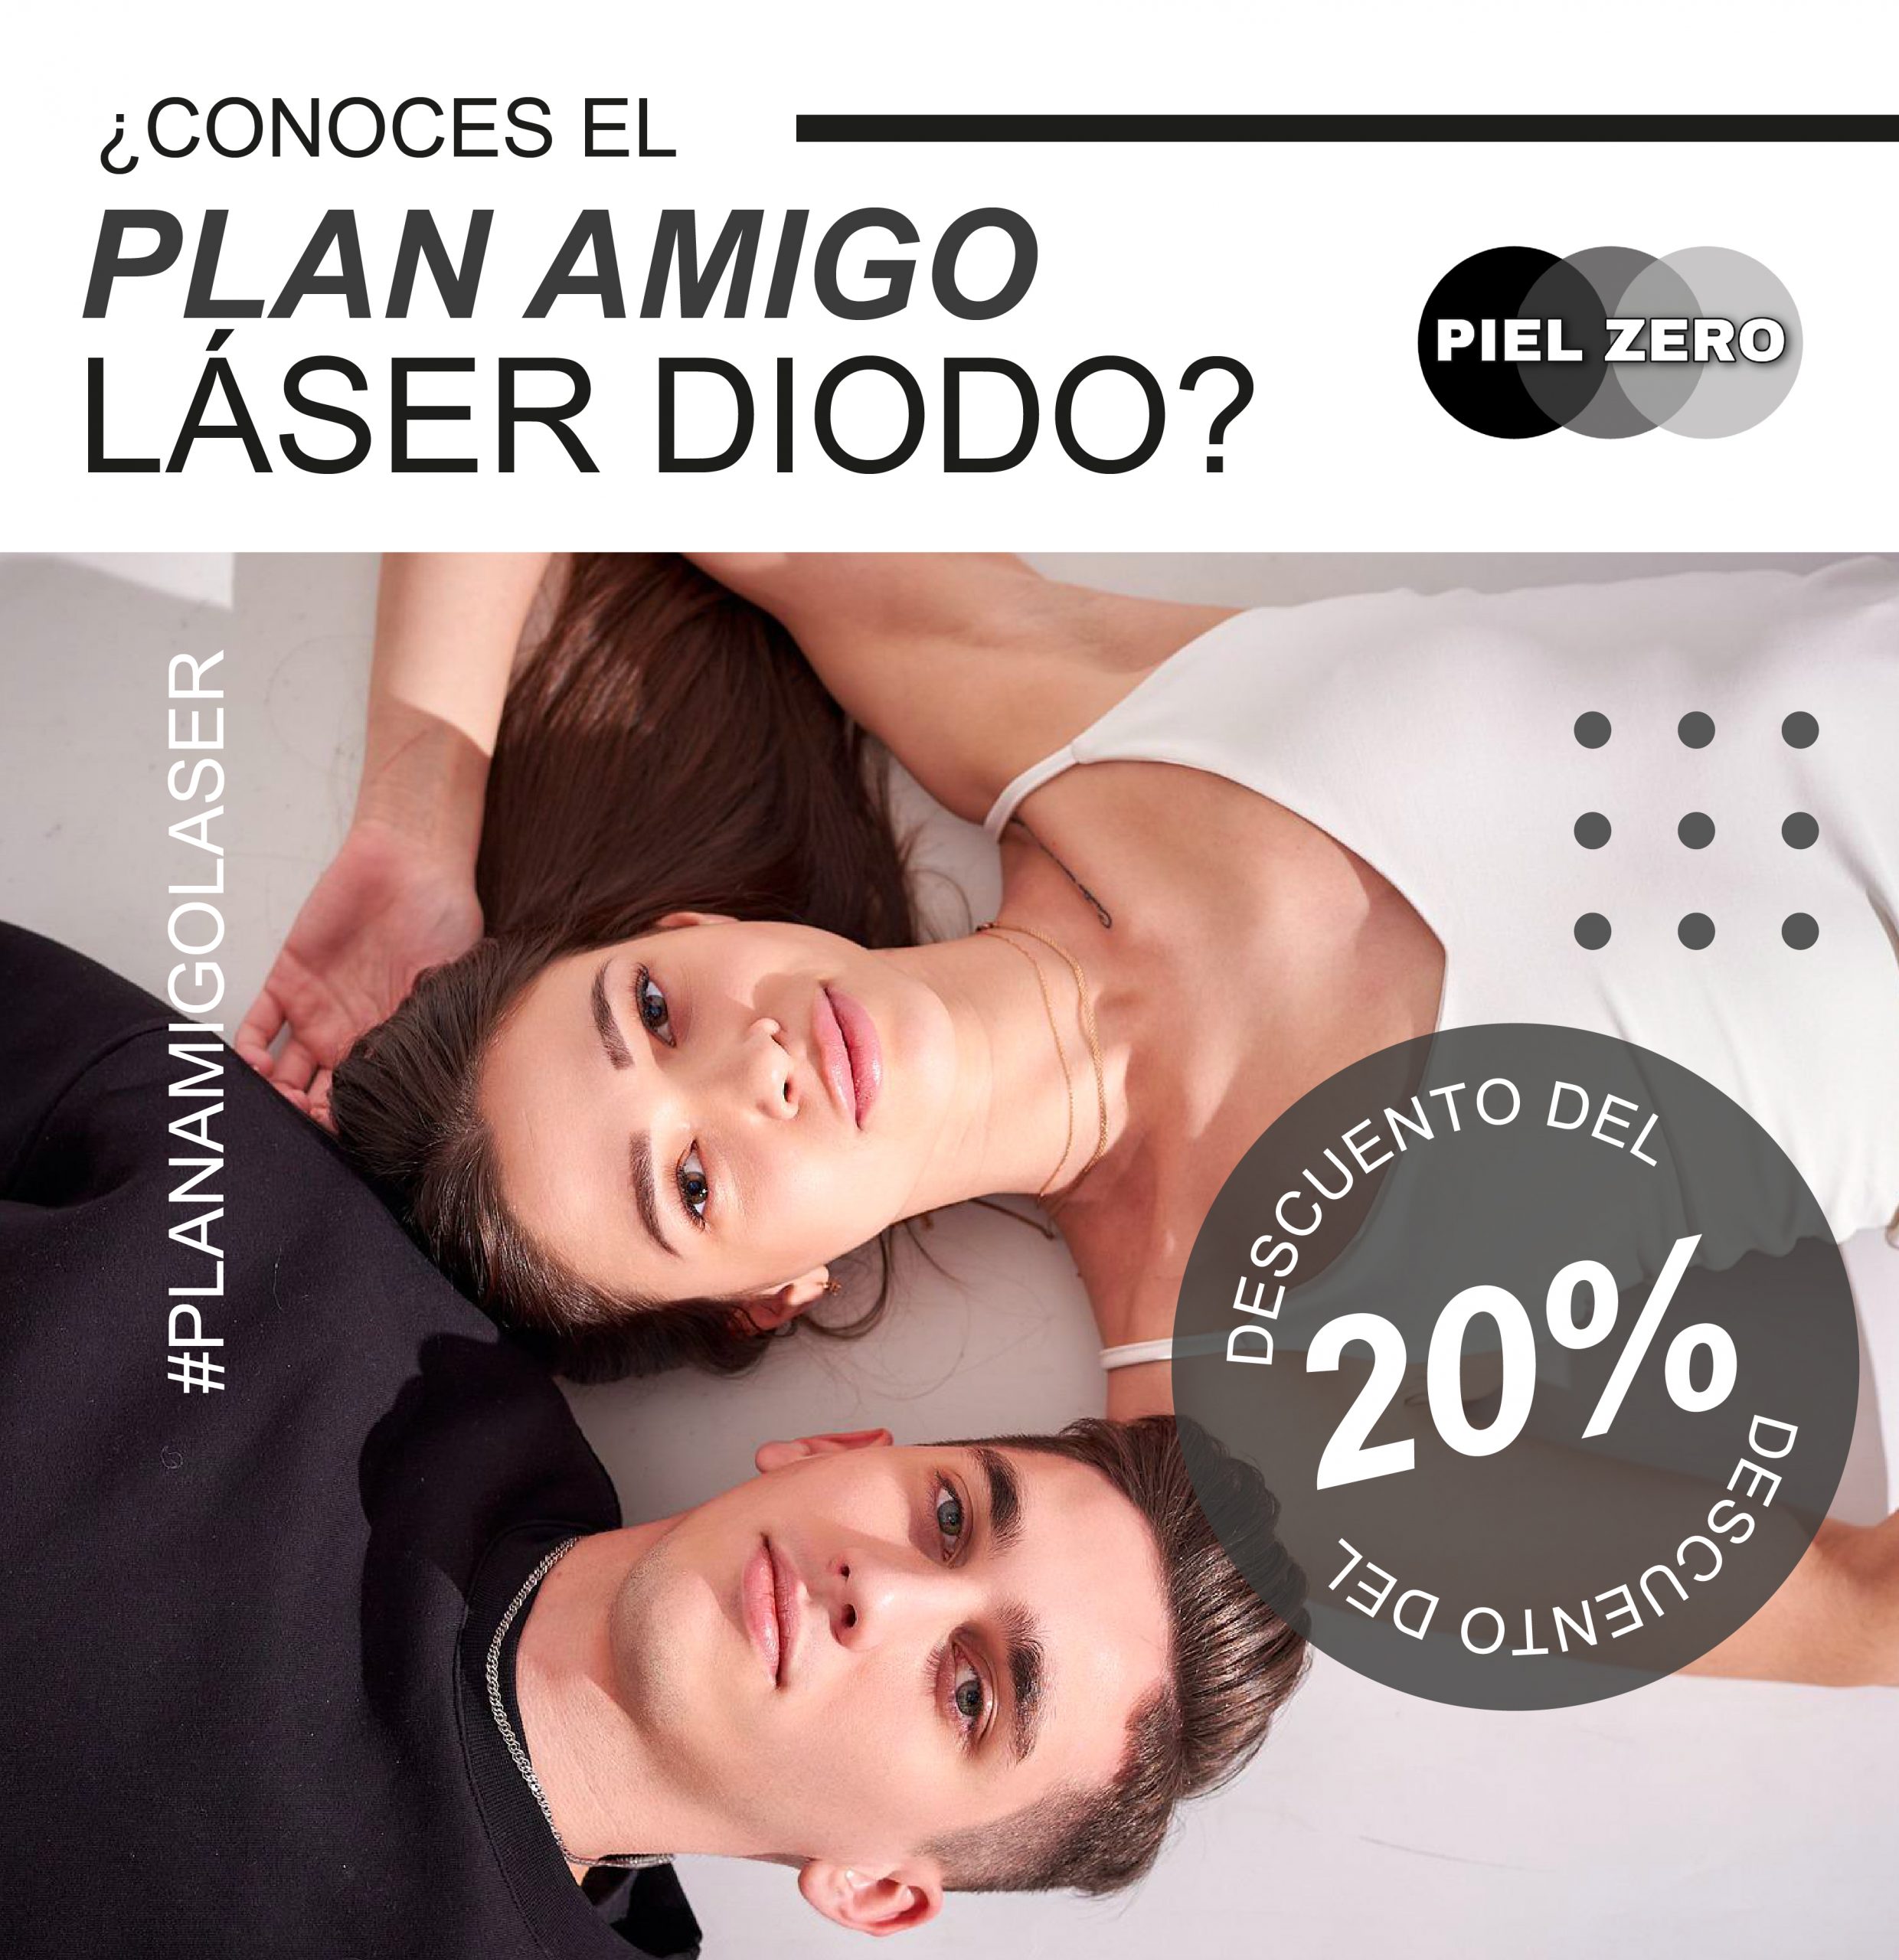 ¿CONOCES EL
PLAN AMIGO
LÁSER DIODO?
PIEL ZERO
#PLANAMIGOLASER
DESCUENTO DEL
20%
DESCUENTO DEL